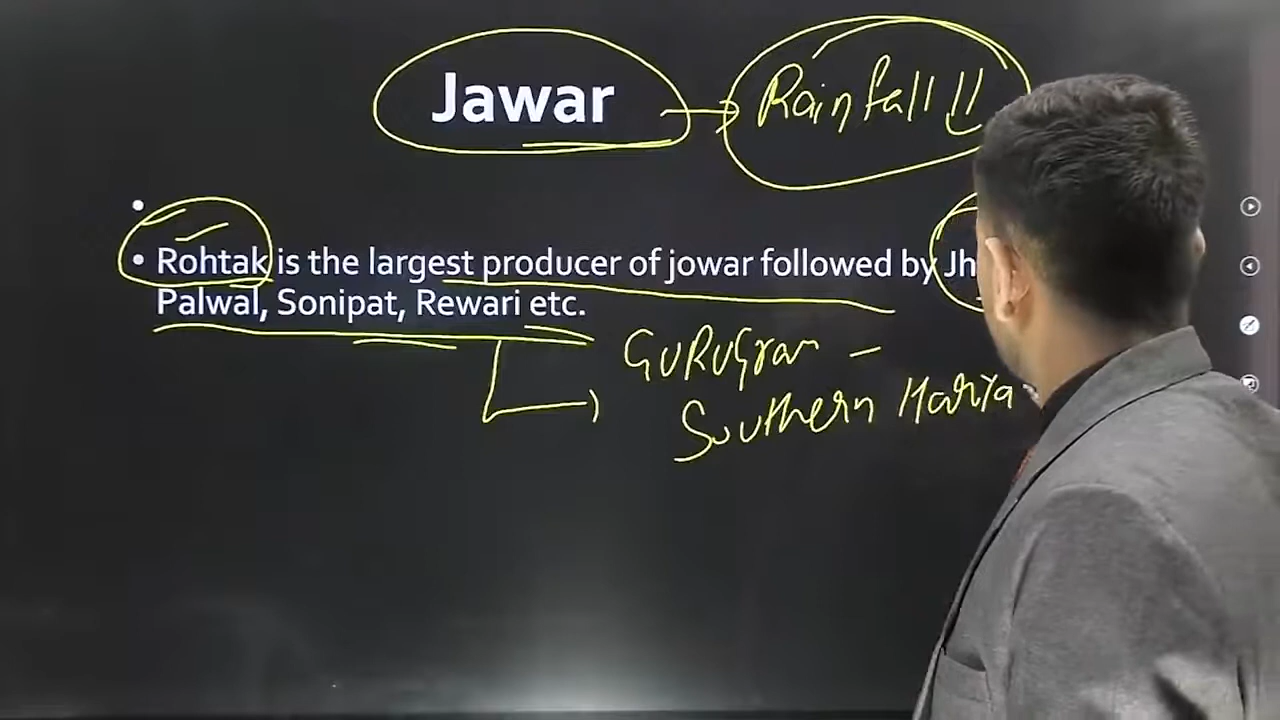 Jawar Rainfall !!
• 
• Rohtak is the largest producer of jowar followed by Jh
Palwal, Sonipat, Rewari etc.
GuRuGram -
Southern Harya